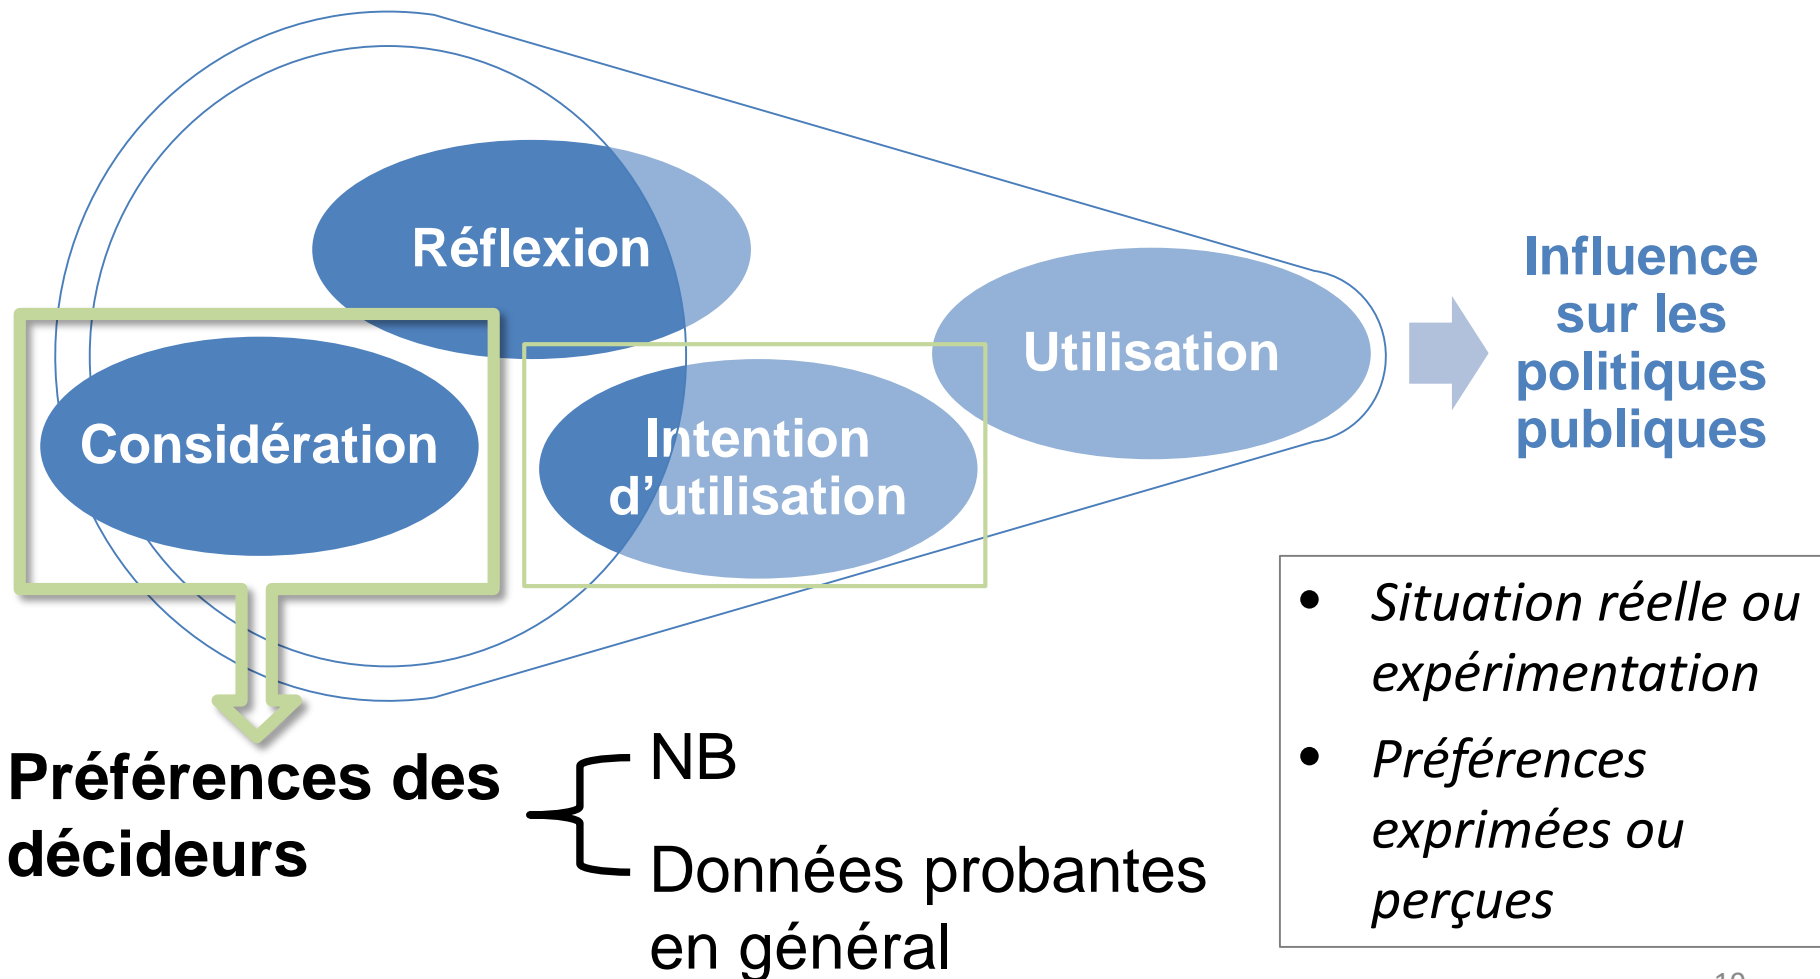 Réflexion
Considération
Intention
d’utilisation
Utilisation
Influence
sur les
politiques
publiques
Préférences des
décideurs
NB
Données probantes
en général
• Situation réelle ou
expérimentation
• Préférences
exprimées ou
perçues